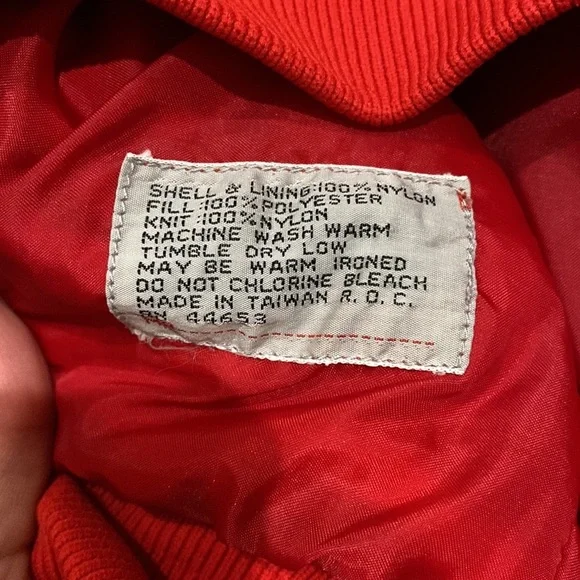 SHELL & LINING:100% NYLON
FILL:100% POLYESTER
KNIT:100% NYLON
MACHINE WASH WARM
TUMBLE DRY LOW
MAY BE WARM IRONED
DO NOT CHLORINE BLEACH
MADE IN TAIWAN R.O.C.
RN 44653